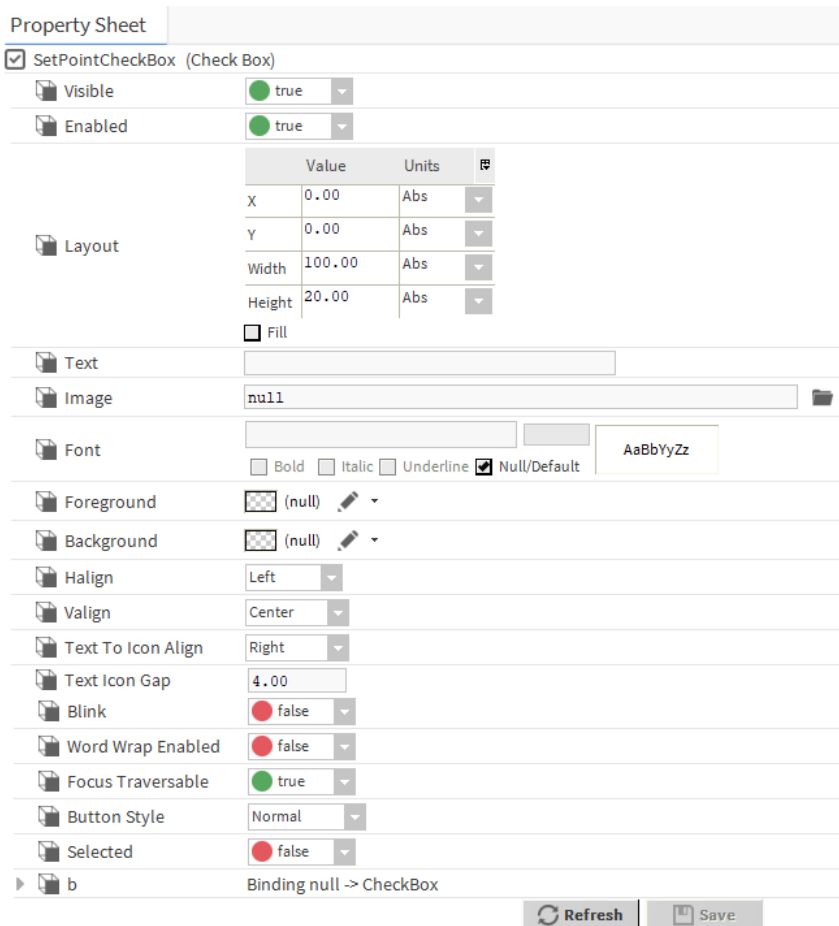 Property Sheet
SetPointCheckBox (Check Box)
Visible true
Enabled true
Value Units
X 0.00 Abs
Y 0.00 Abs
Layout
Width 100.00 Abs
Height 20.00 Abs
Fill
Text
Image null
Font AaBbYyZz
Bold Italic Underline Null/Default
Foreground (null)
Background (null)
Halign Left
Valign Center
Text To Icon Align Right
Text Icon Gap 4.00
Blink false
Word Wrap Enabled false
Focus Traversable true
Button Style Normal
Selected false
b Binding null -> CheckBox
Refresh Save